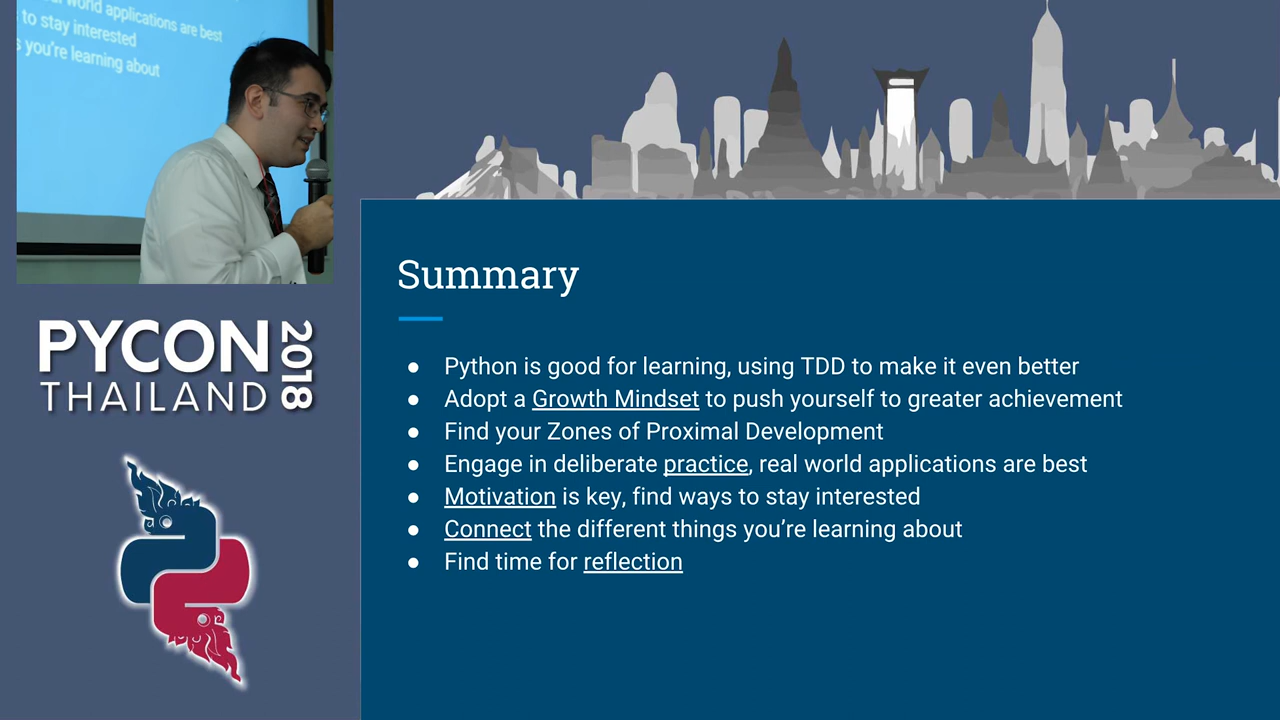 world applications are best
to stay interested
you're learning about
PYCON
THAILAND
2018
Summary
● Python is good for learning, using TDD to make it even better
● Adopt a Growth Mindset to push yourself to greater achievement
● Find your Zones of Proximal Development
● Engage in deliberate practice, real world applications are best
● Motivation is key, find ways to stay interested
● Connect the different things you’re learning about
● Find time for reflection